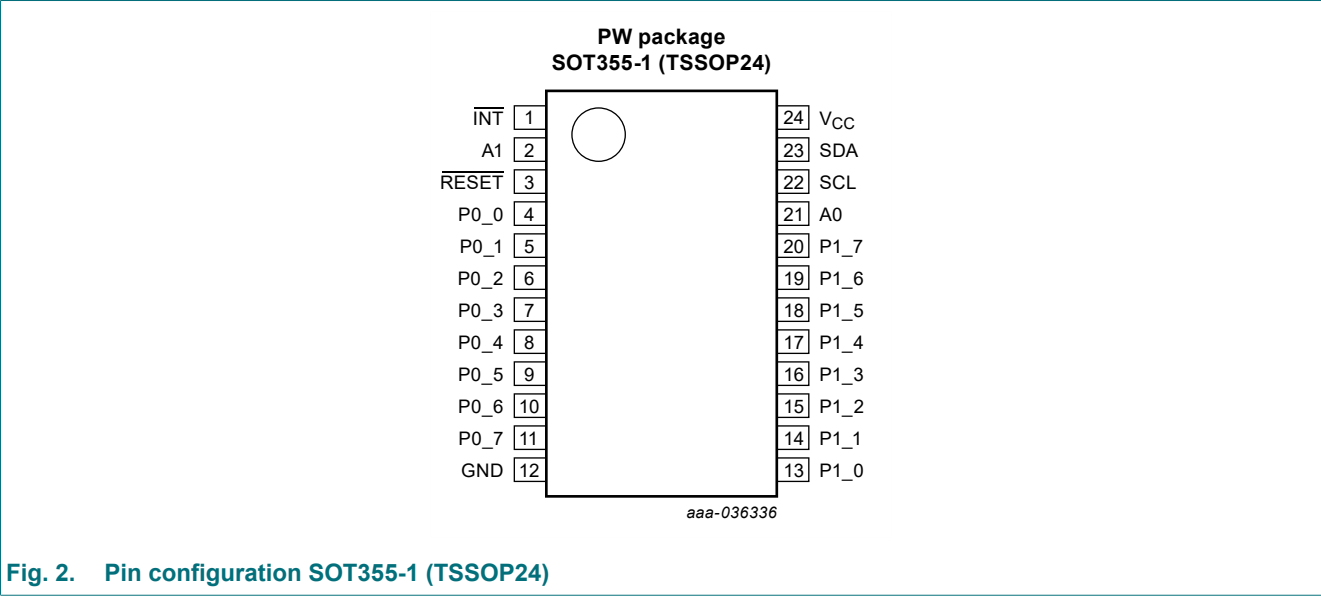 PW package
SOT355-1 (TSSOP24)
INT 1
A1 2
RESET 3
P0_0 4
P0_1 5
P0_2 6
P0_3 7
P0_4 8
P0_5 9
P0_6 10
P0_7 11
GND 12
24 VCC
23 SDA
22 SCL
21 A0
20 P1_7
19 P1_6
18 P1_5
17 P1_4
16 P1_3
15 P1_2
14 P1_1
13 P1_0
aaa-036336
Fig. 2. Pin configuration SOT355-1 (TSSOP24)